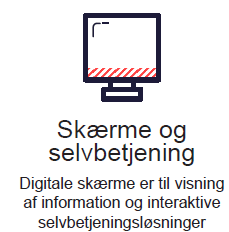 Skærme og
selvbetjening
Digitale skærme er til visning
af information og interaktive
selvbetjeningsløsninger